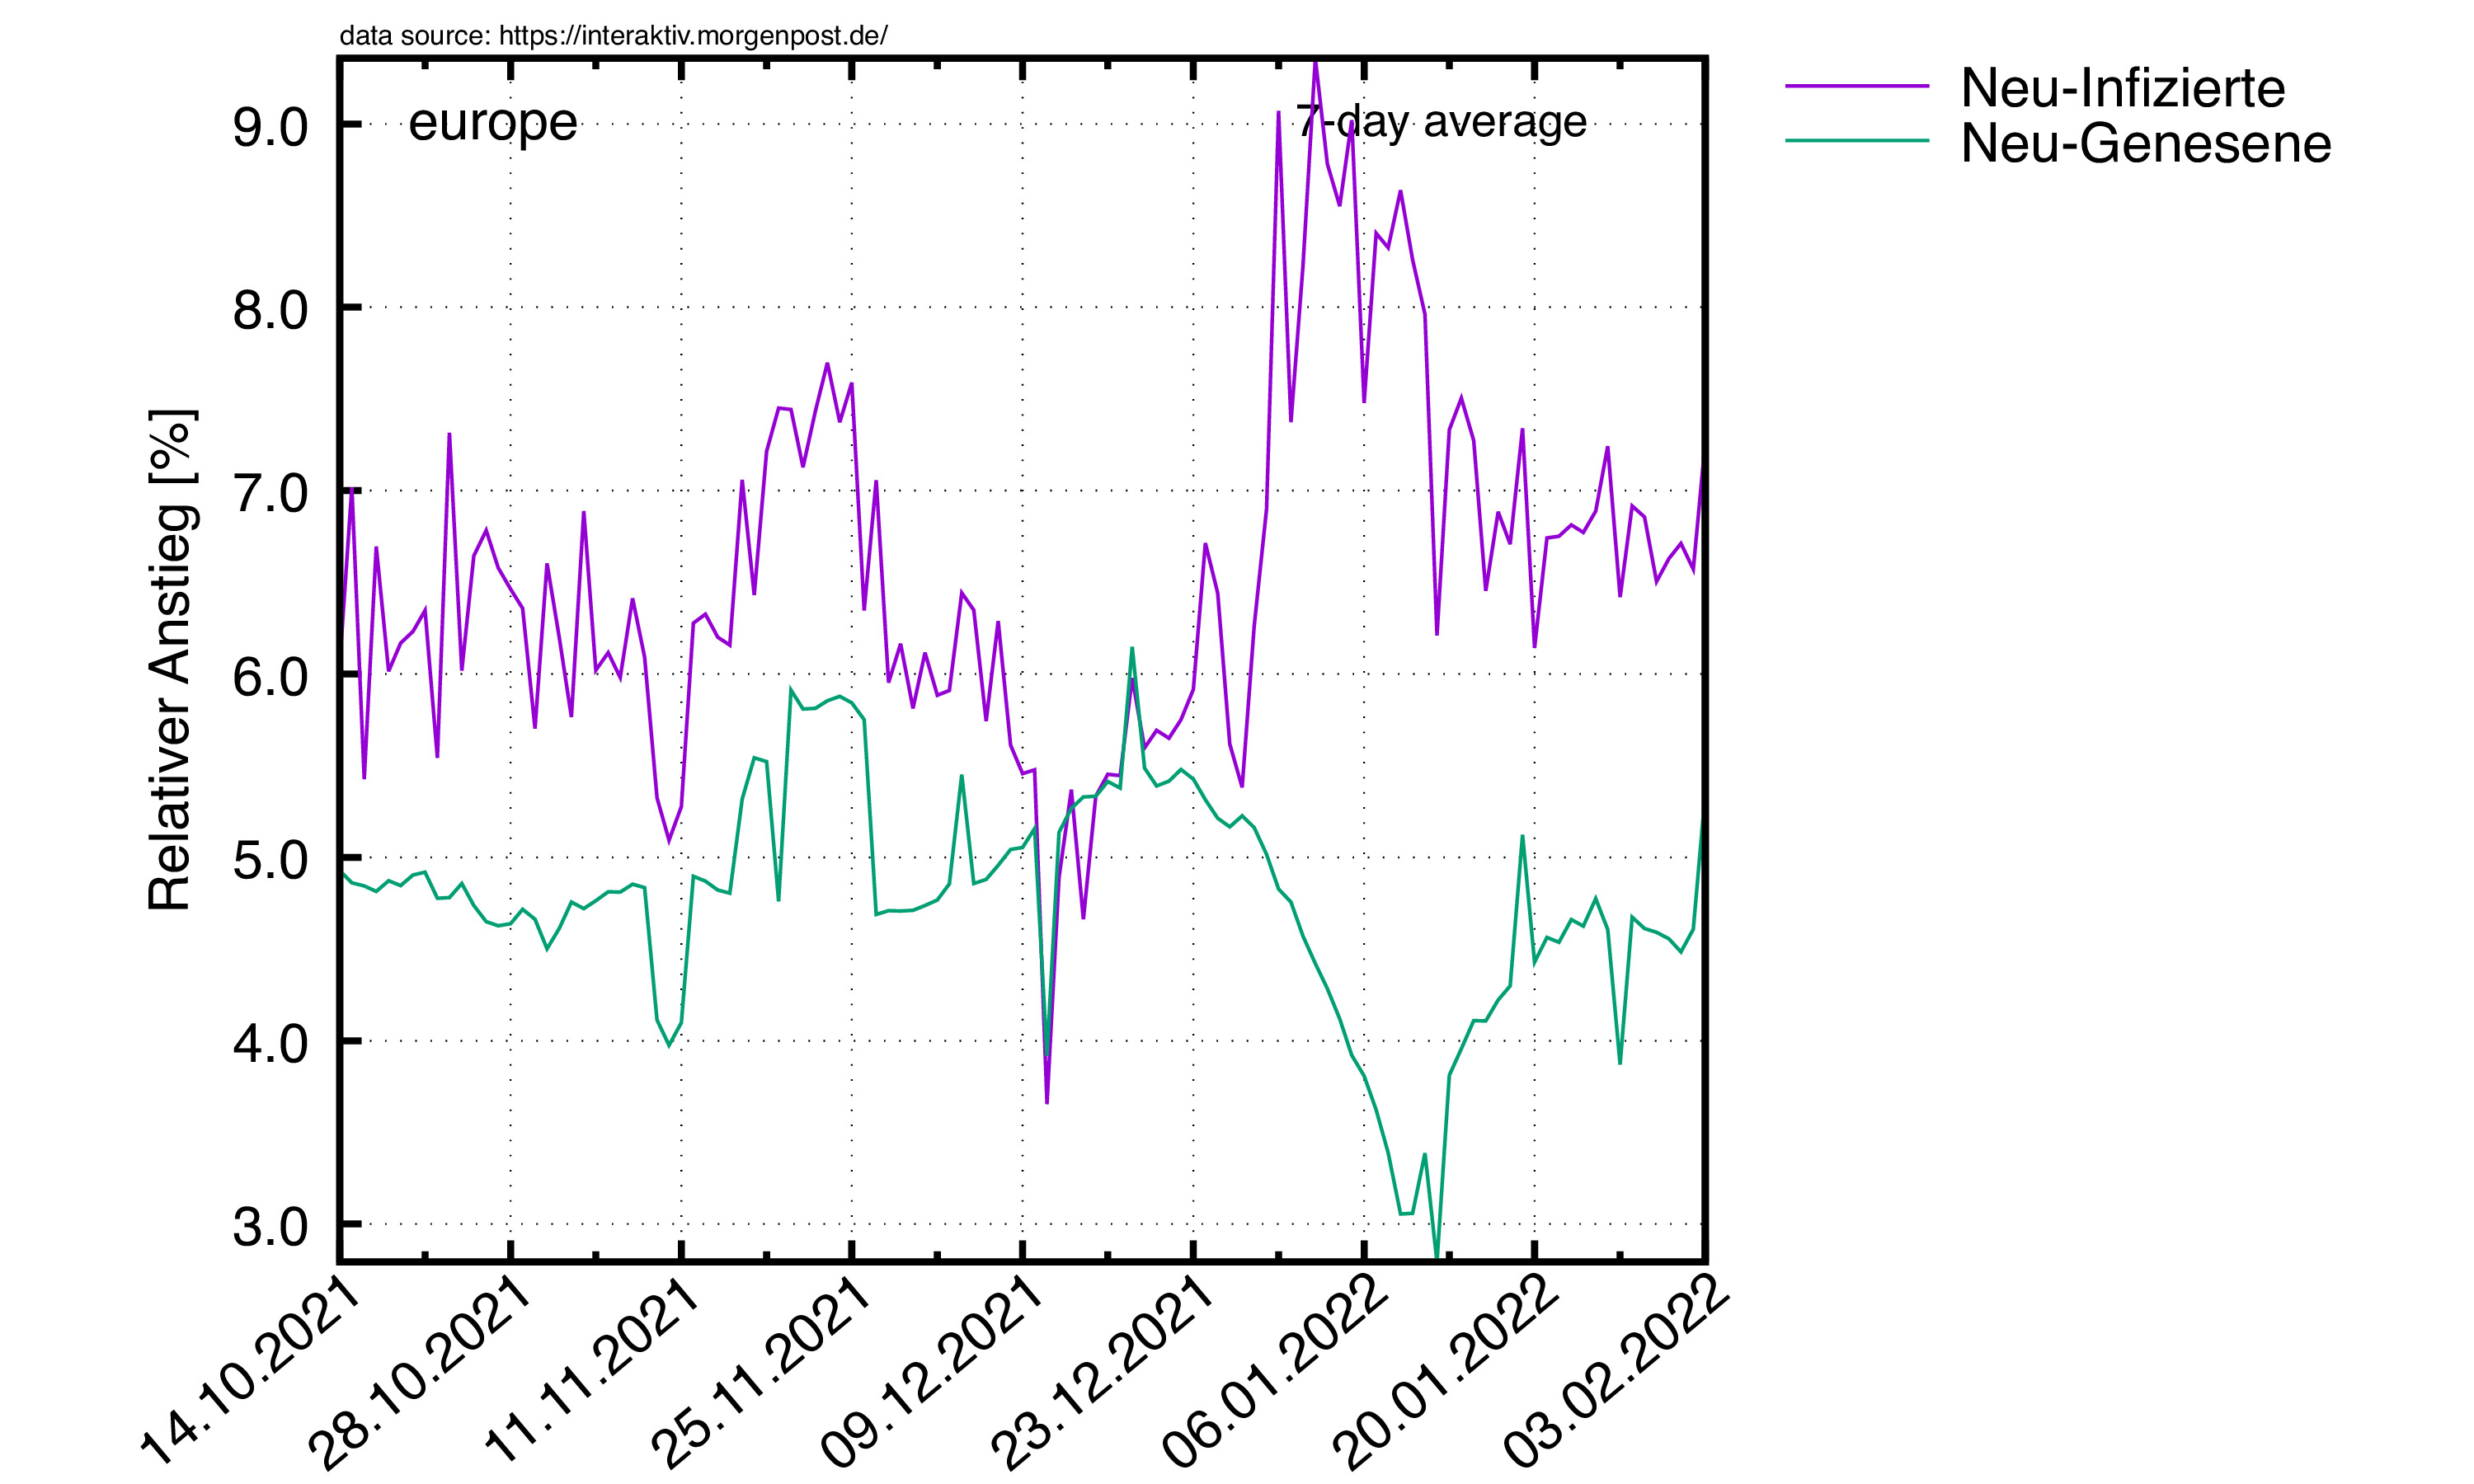 data source: https://interaktiv.morgenpost.de/
europe
7-day average
Neu-Infizierte
Neu-Genesene
Relativer Anstieg [%]
9.0
8.0
7.0
6.0
5.0
4.0
3.0
14.10.2021
28.10.2021
11.11.2021
25.11.2021
09.12.2021
23.12.2021
06.01.2022
20.01.2022
03.02.2022